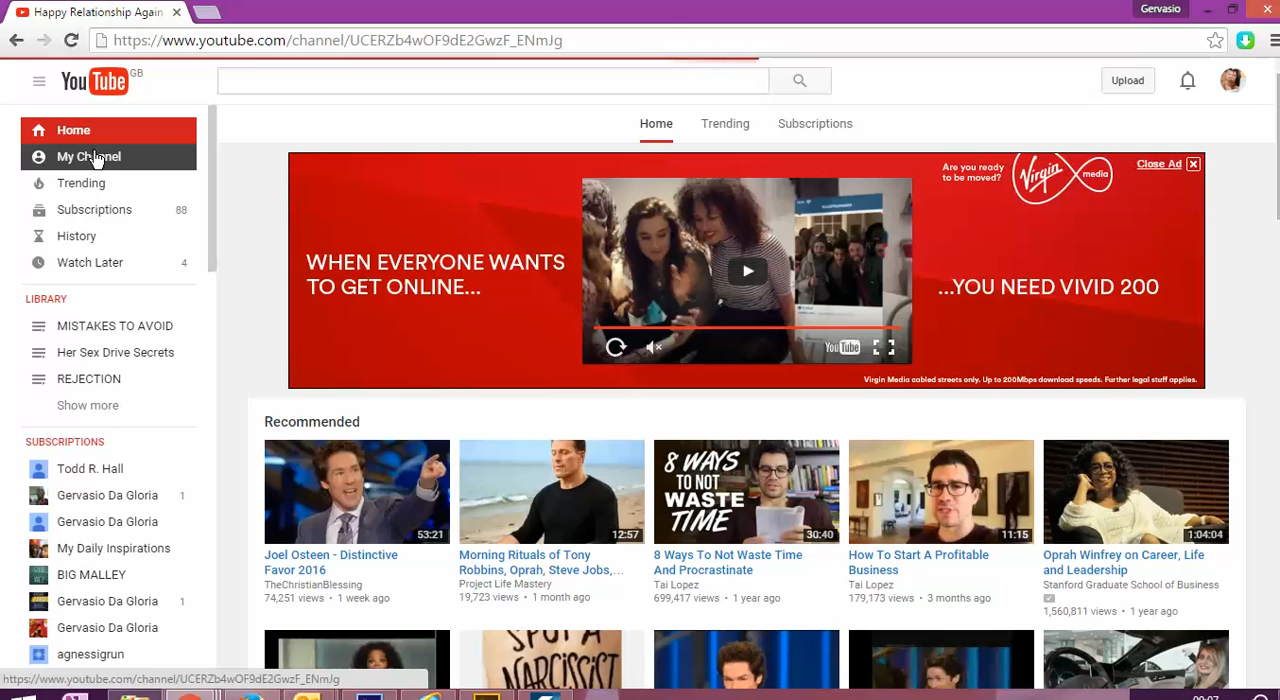 Happy Relationship Again
Gervasio
https://www.youtube.com/channel/UCERZb4wOF9dE2GwzF_ENmJg
YouTube GB
Upload
Home
My Channel
Trending
Subscriptions 88
History
Watch Later 4
LIBRARY
MISTAKES TO AVOID
Her Sex Drive Secrets
REJECTION
Show more
SUBSCRIPTIONS
Todd R. Hall
Gervasio Da Gloria 1
Gervasio Da Gloria
My Daily Inspirations
BIG MALLEY
Gervasio Da Gloria 1
Gervasio Da Gloria
agnessigrun
Home Trending Subscriptions
Are you ready
to be moved?
Virgin media
Close Ad X
WHEN EVERYONE WANTS
TO GET ONLINE...
...YOU NEED VIVID 200
YouTube
Virgin Media cabled streets only. Up to 200Mbps download speeds. Further legal stuff applies.
Recommended
53:21
Joel Osteen - Distinctive
Favor 2016
TheChristianBlessing
74,251 views • 1 week ago
12:57
Morning Rituals of Tony
Robbins, Oprah, Steve Jobs,...
Project Life Mastery
19,723 views • 1 month ago
8 WAYS
TO NOT
WASTE
TIME
30:40
8 Ways To Not Waste Time
And Procrastinate
Tai Lopez
699,417 views • 1 year ago
11:15
How To Start A Profitable
Business
Tai Lopez
179,173 views • 3 months ago
1:04:04
Oprah Winfrey on Career, Life
and Leadership
Stanford Graduate School of Business
1,560,811 views • 1 year ago
SPOT A
NARCISSIST
https://www.youtube.com/channel/UCERZb4wOF9dE2GwzF_ENmJg